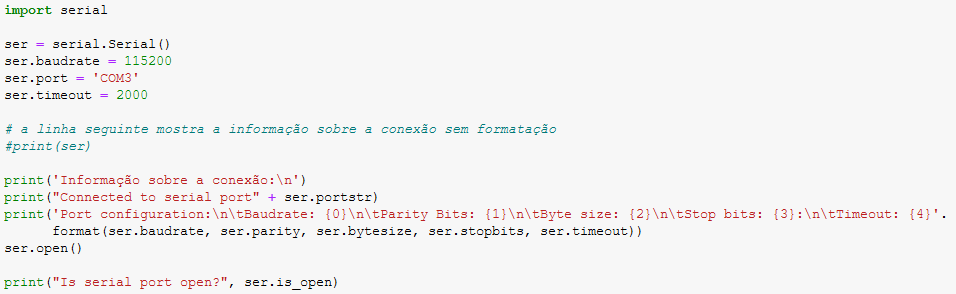 import serial
ser = serial.Serial()
ser.baudrate = 115200
ser.port = 'COM3'
ser.timeout = 2000
# a linha seguinte mostra a informação sobre a conexão sem formatação
#print(ser)
print('Informação sobre a conexão:\n')
print("Connected to serial port" + ser.portstr)
print('Port configuration:\n\tBaudrate: {0}\n\tParity Bits: {1}\n\tByte size: {2}\n\tStop bits: {3}:\n\tTimeout: {4}'.
      format(ser.baudrate, ser.parity, ser.bytesize, ser.stopbits, ser.timeout))
ser.open()
print("Is serial port open?", ser.is_open)